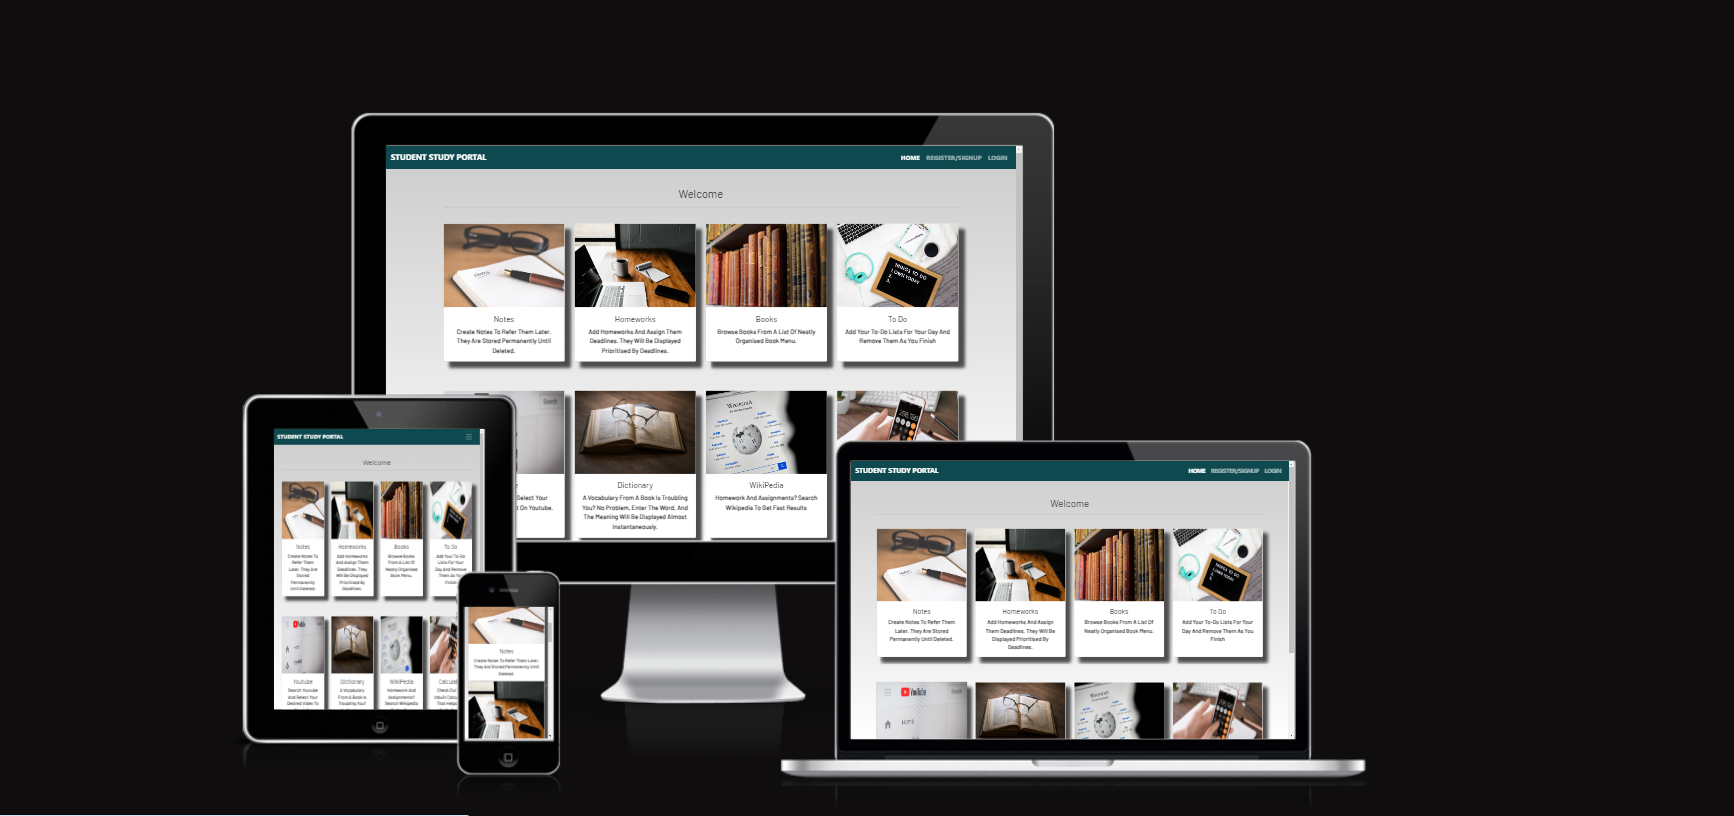 STUDENT STUDY PORTAL
HOME REGISTER/SIGNUP LOGIN
Welcome
Notes
Create Notes To Refer Them Later.
They Are Stored Permanently Until
Deleted.
Homeworks
Add Homeworks And Assign Them
Deadlines. They Will Be Displayed
Prioritised By Deadlines.
Books
Browse Books From A List Of Neatly
Organised Book Menu.
THINGS TO DO
To Do
Add Your To-Do Lists For Your Day And
Remove Them As You Finish
Search
Select Your
On Youtube.
Dictionary
A Vocabulary From A Book Is Troubling
You? No Problem, Enter The Word, And
The Meaning Will Be Displayed Almost
Instantaneously.
WikiPedia
Homework And Assignments? Search
Wikipedia To Get Fast Results
STUDENT STUDY PORTAL
Welcome
Notes
Create Notes To
Refer Them
Later. They Are
Stored
Permanently
Until Deleted.
Homeworks
Add Homeworks
And Assign Them
Deadlines. They
Will Be Displayed
Prioritised By
Deadlines.
Books
Browse Books
From A List Of
Neatly Organised
Book Menu.
To Do
Add Your To-Do
Lists For Your
Day And Remove
Them As You
Finish
Youtube
Search Youtube
And Select Your
Desired Video To
Dictionary
A Vocabulary
From A Book Is
Troubling You?
WikiPedia
Homework And
Assignments?
Search Wikipedia
Calcula
Check Our
Inbuilt Calcu
That Helps
Notes
Create Notes To Refer Them Later.
They Are Stored Permanently Until
Deleted.
STUDENT STUDY PORTAL
HOME REGISTER/SIGNUP LOGIN
Welcome
Notes
Create Notes To Refer Them
Later. They Are Stored
Permanently Until Deleted.
Homeworks
Add Homeworks And Assign
Them Deadlines. They Will Be
Displayed Prioritised By
Deadlines.
Books
Browse Books From A List Of
Neatly Organised Book Menu.
To Do
Add Your To-Do Lists For Your
Day And Remove Them As You
Finish
YouTube
Search
Home